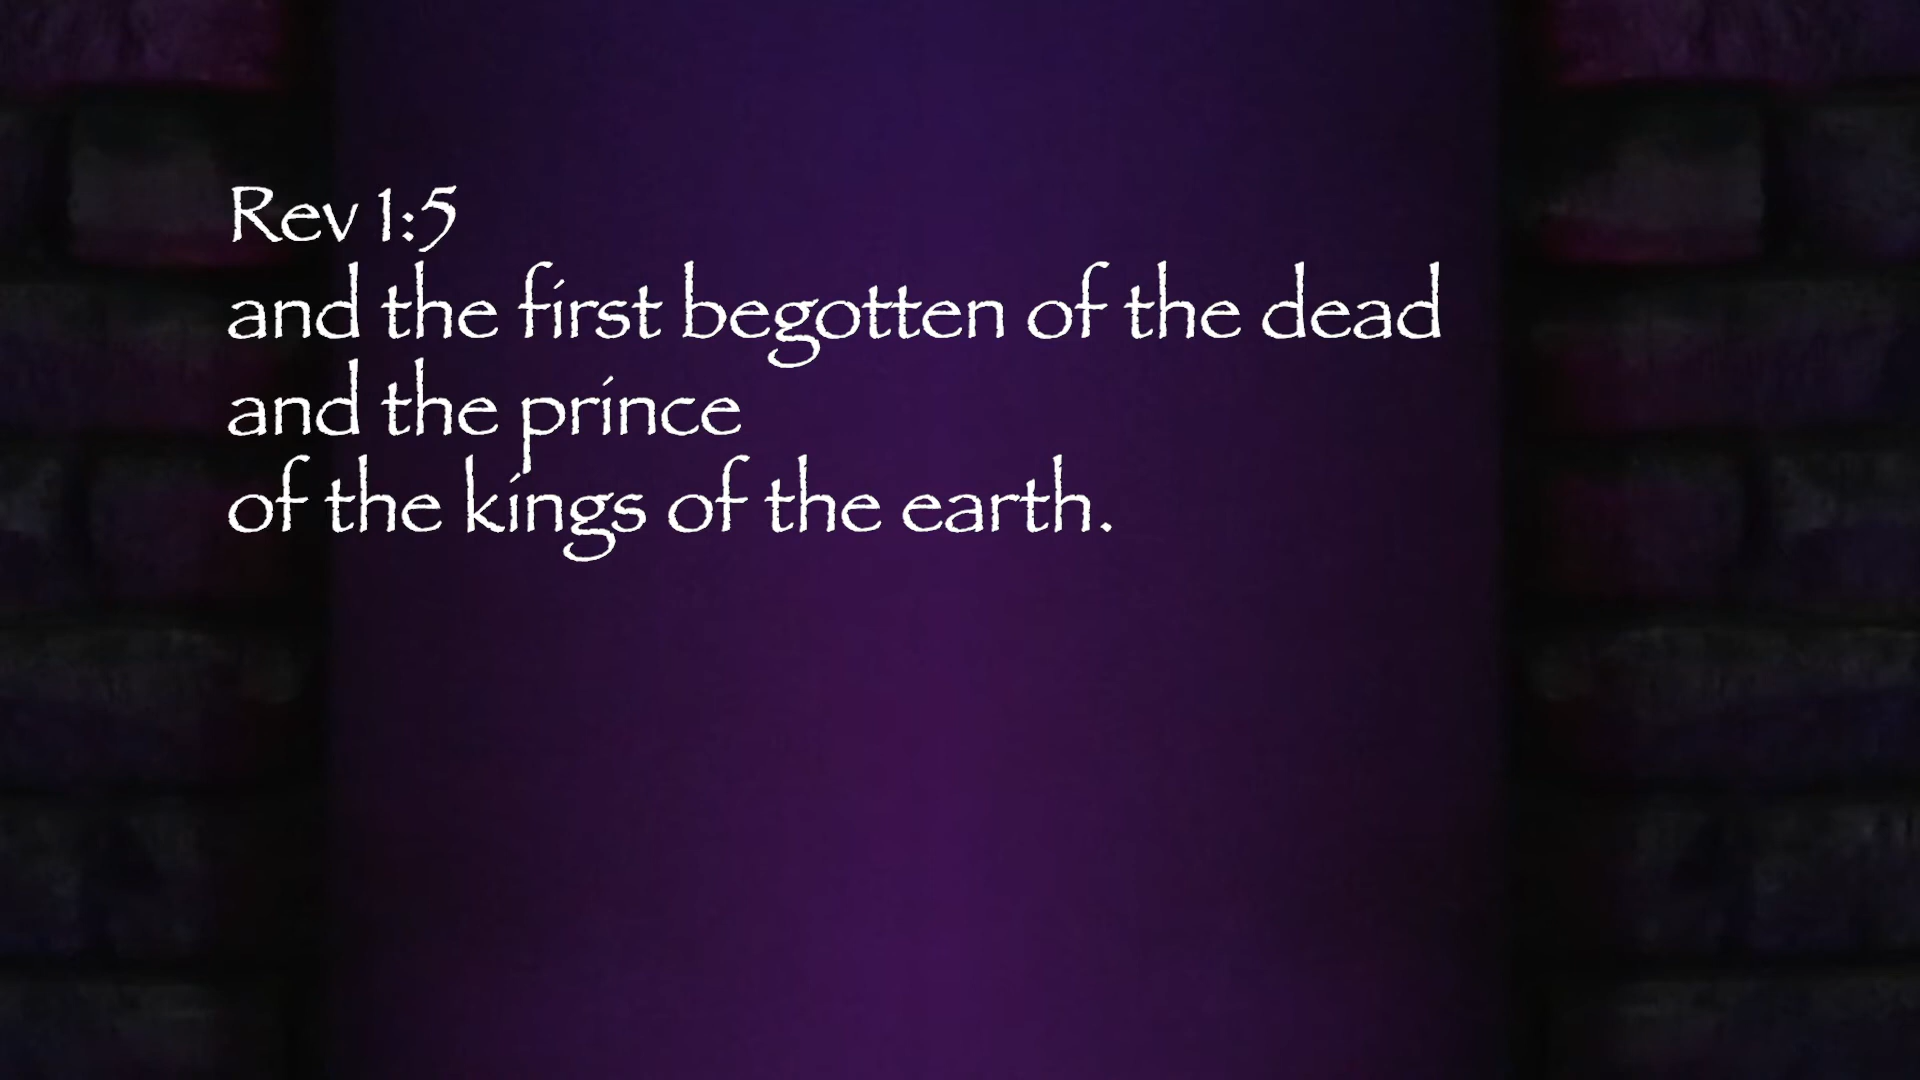 Rev 1:5
and the first begotten of the dead
and the prince
of the kings of the earth.